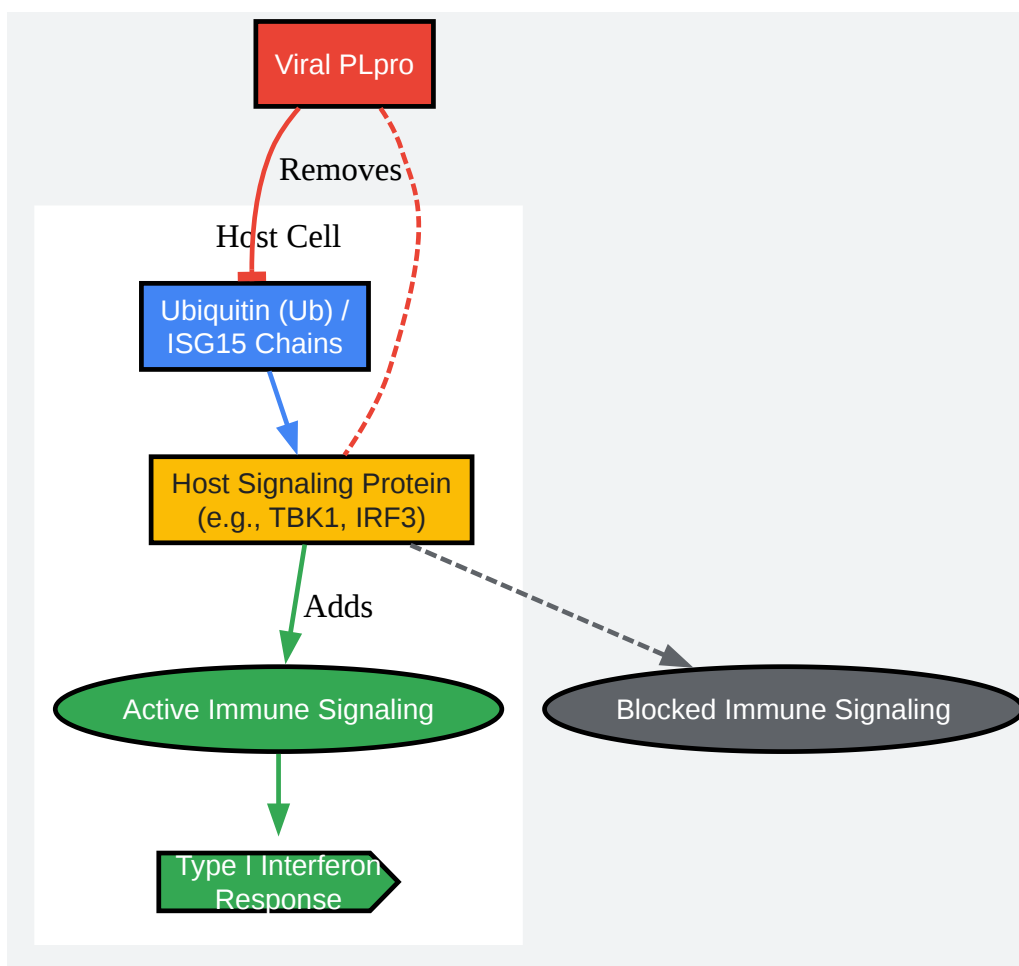 Viral PLpro
Removes
Host Cell
Ubiquitin (Ub) /
ISG15 Chains
Host Signaling Protein
(e.g., TBK1, IRF3)
Adds
Active Immune Signaling
Blocked Immune Signaling
Type I Interferon
Response